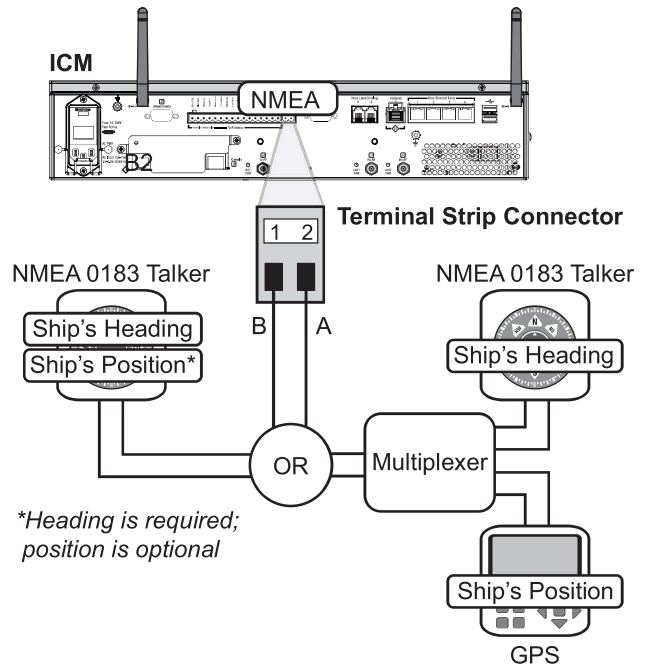 ICM
NMEA
B2
Terminal Strip Connector
1 2
B A
NMEA 0183 Talker
Ship's Heading
Ship's Position*
NMEA 0183 Talker
N
Ship's Heading
OR
Multiplexer
*Heading is required;
position is optional
Ship's Position
GPS